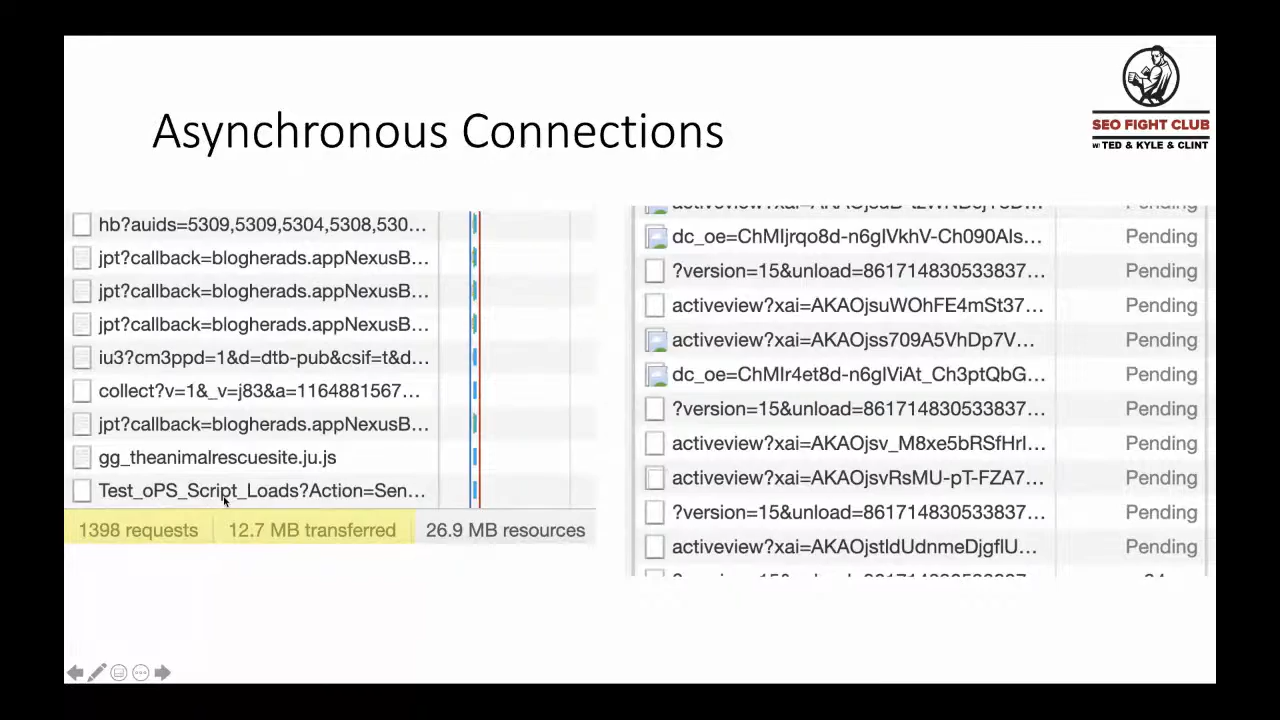 SEO FIGHT CLUB
W/ TED & KYLE & CLINT
Asynchronous Connections
hb?auids=5309,5309,5304,5308,530...
jpt?callback=blogherads.appNexusB...
jpt?callback=blogherads.appNexusB...
jpt?callback=blogherads.appNexusB...
iu3?cm3ppd=1&d=dtb-pub&csif=t&d...
collect?v=1&_v=j83&a=1164881567...
jpt?callback=blogherads.appNexusB...
gg_theanimalrescuesite.ju.js
Test_oPS_Script_Loads?Action=Sen...
1398 requests 12.7 MB transferred 26.9 MB resources
Pending
dc_oe=ChMIjrqo8d-n6gIVkhV-Ch090AIs... Pending
?version=15&unload=861714830533837... Pending
activeview?xai=AKAOjsuWOhFE4mSt37... Pending
activeview?xai=AKAOjss709A5VhDp7V... Pending
dc_oe=ChMIr4et8d-n6gIViAt_Ch3ptQbG... Pending
?version=15&unload=861714830533837... Pending
activeview?xai=AKAOjsv_M8xe5bRSfHrI... Pending
activeview?xai=AKAOjsvRsMU-pT-FZA7... Pending
?version=15&unload=861714830533837... Pending
activeview?xai=AKAOjstldUdnmeDjgflU... Pending